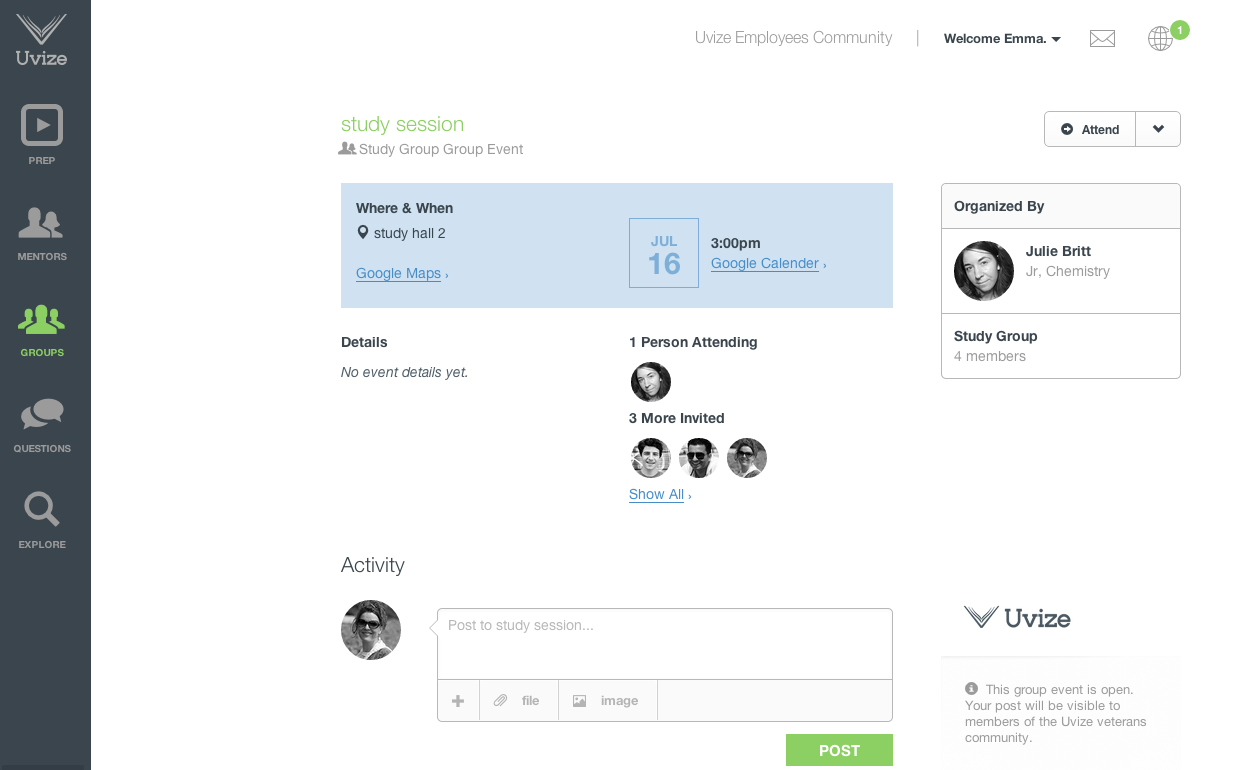 Uvize
PREP
MENTORS
GROUPS
QUESTIONS
EXPLORE
Uvize Employees Community | Welcome Emma. 1
study session
Study Group Group Event
Attend
Where & When
study hall 2
Google Maps ›
JUL
16
3:00pm
Google Calender ›
Organized By
Julie Britt
Jr, Chemistry
Study Group
4 members
Details
No event details yet.
1 Person Attending
3 More Invited
Show All ›
Activity
Post to study session...
file
image
POST
Uvize
This group event is open.
Your post will be visible to
members of the Uvize veterans
community.